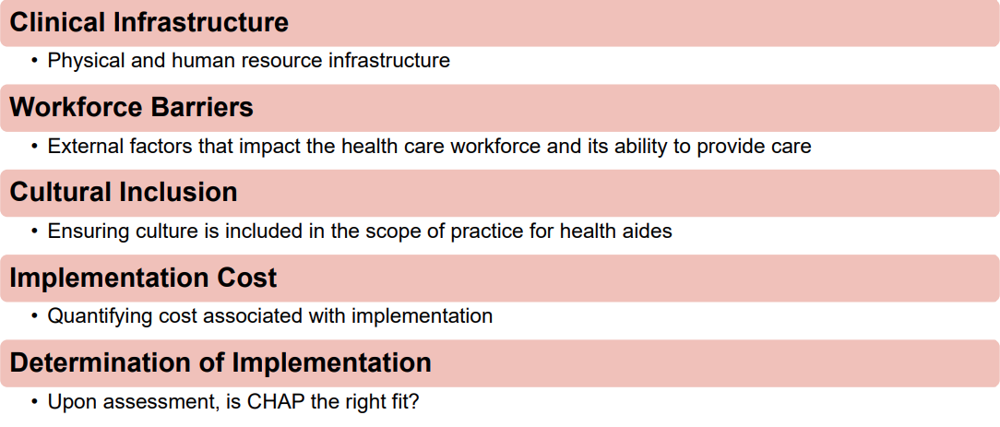 Clinical Infrastructure
• Physical and human resource infrastructure
Workforce Barriers
• External factors that impact the health care workforce and its ability to provide care
Cultural Inclusion
• Ensuring culture is included in the scope of practice for health aides
Implementation Cost
• Quantifying cost associated with implementation
Determination of Implementation
• Upon assessment, is CHAP the right fit?